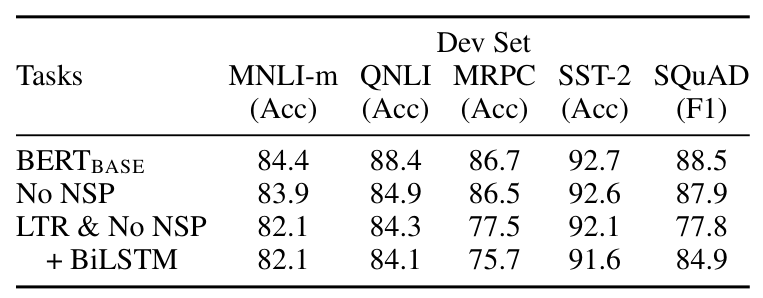 Dev Set
Tasks MNLI-m QNLI MRPC SST-2 SQuAD
(Acc) (Acc) (Acc) (Acc) (F1)
BERTBASE 84.4 88.4 86.7 92.7 88.5
No NSP 83.9 84.9 86.5 92.6 87.9
LTR & No NSP 82.1 84.3 77.5 92.1 77.8
+ BiLSTM 82.1 84.1 75.7 91.6 84.9